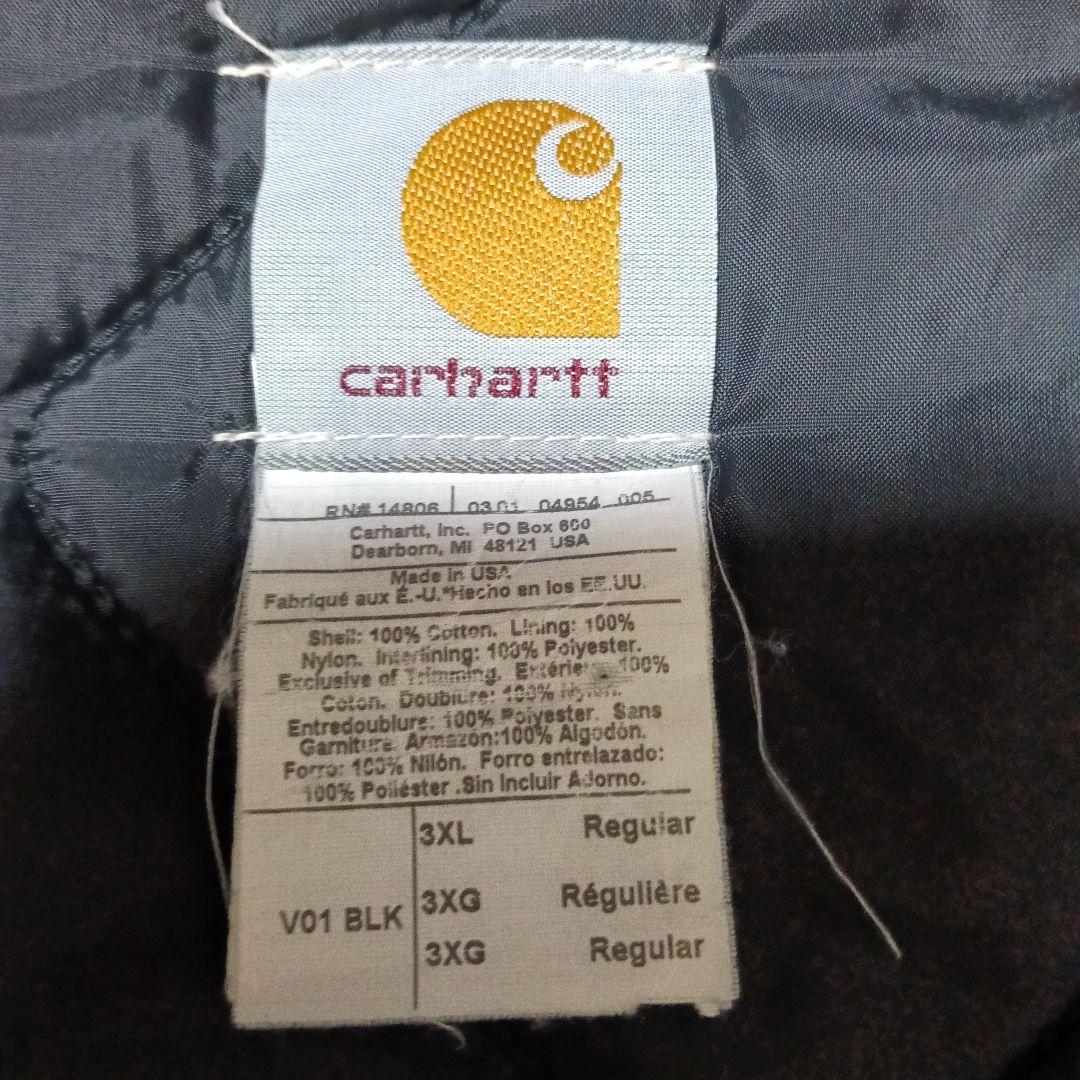 carhartt
RN# 14806 03.01 04954 005
Carhartt, Inc. PO Box 600
Dearborn, MI 48121 USA
Made in USA
Fabriqué aux É.-U.*Hecho en los EE.UU.
Shell: 100% Cotton. Lining: 100%
Nylon. Interlining: 100% Polyester.
Exclusive of Trimming. Extérieur: 100%
Coton. Doublure: 100% Nylon.
Entredoublure: 100% Polyester. Sans
Garniture. Armazon:100% Algodón.
Forro: 100% Nilón. Forro entrelazado:
100% Poliéster .Sin Incluir Adorno.
3XL Regular
V01 BLK 3XG Régulière
3XG Regular